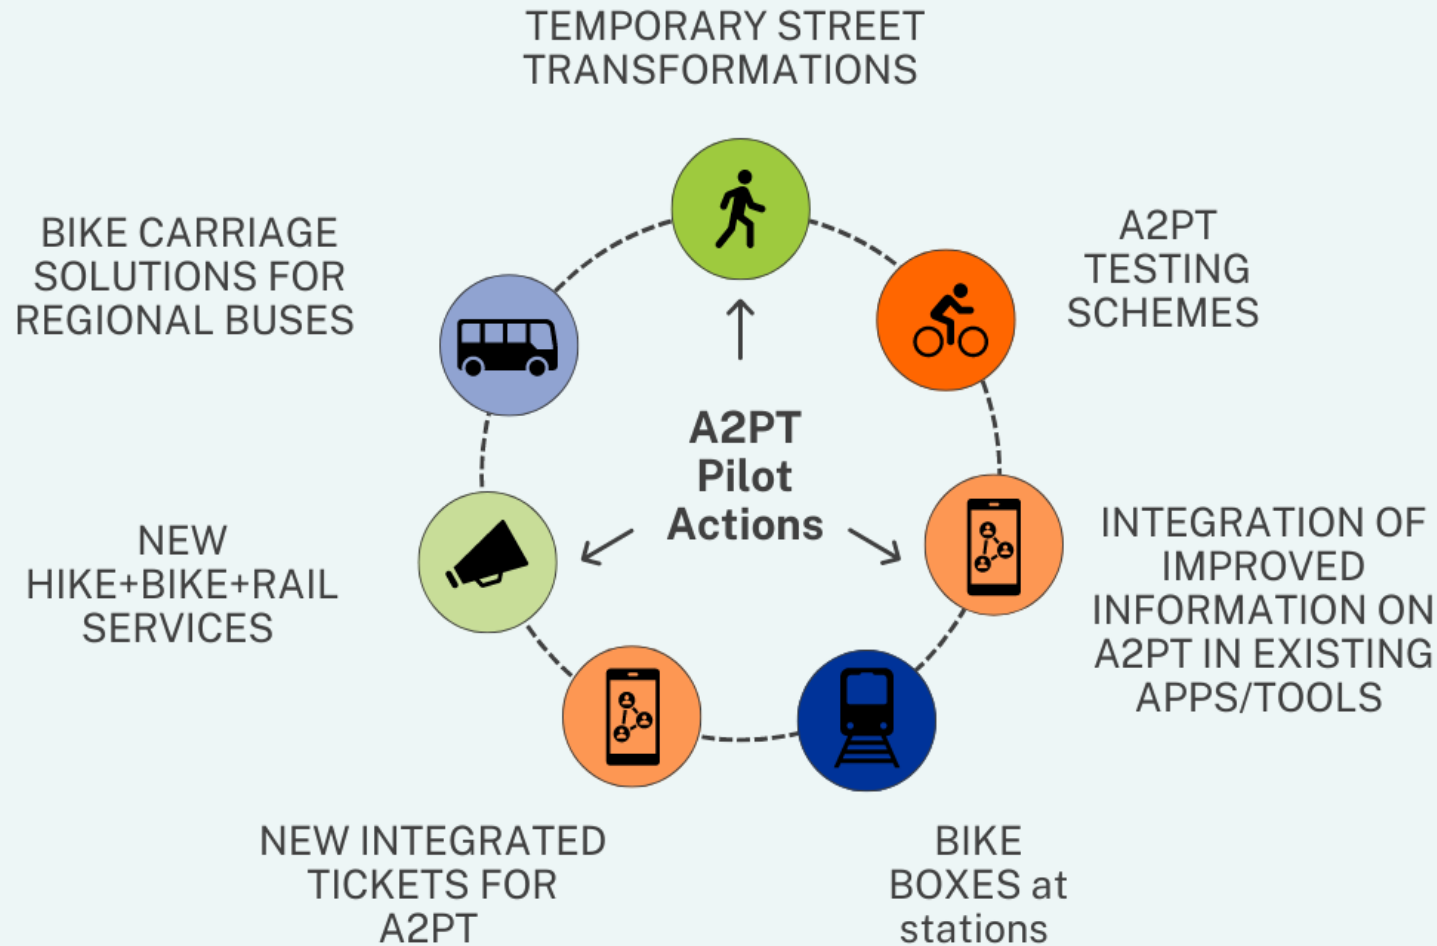 TEMPORARY STREET
TRANSFORMATIONS
BIKE CARRIAGE
SOLUTIONS FOR
REGIONAL BUSES
A2PT
TESTING
SCHEMES
A2PT
Pilot
Actions
NEW
HIKE+BIKE+RAIL
SERVICES
INTEGRATION OF
IMPROVED
INFORMATION ON
A2PT IN EXISTING
APPS/TOOLS
NEW INTEGRATED
TICKETS FOR
A2PT
BIKE
BOXES at
stations